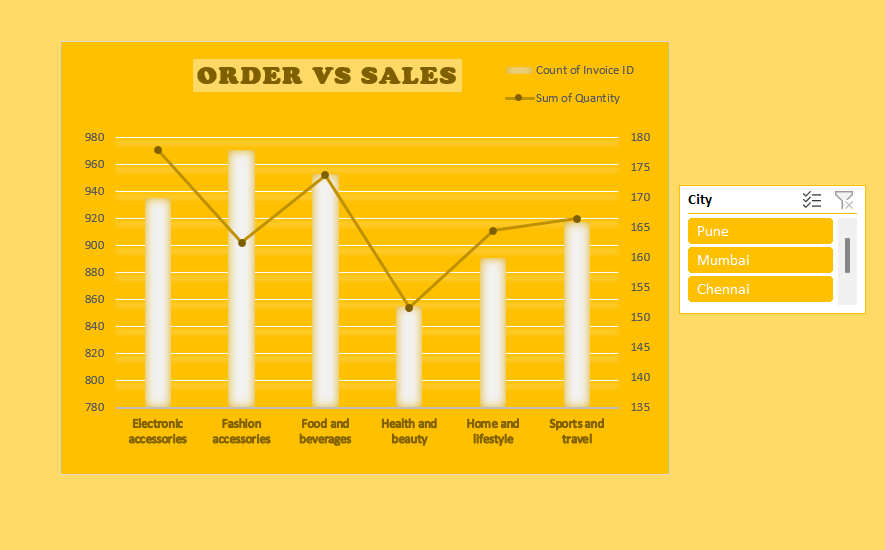 ORDER VS SALES
Count of Invoice ID
Sum of Quantity
980
960
940
920
900
880
860
840
820
800
780
180
175
170
165
160
155
150
145
140
135
Electronic
accessories
Fashion
accessories
Food and
beverages
Health and
beauty
Home and
lifestyle
Sports and
travel
City
Pune
Mumbai
Chennai